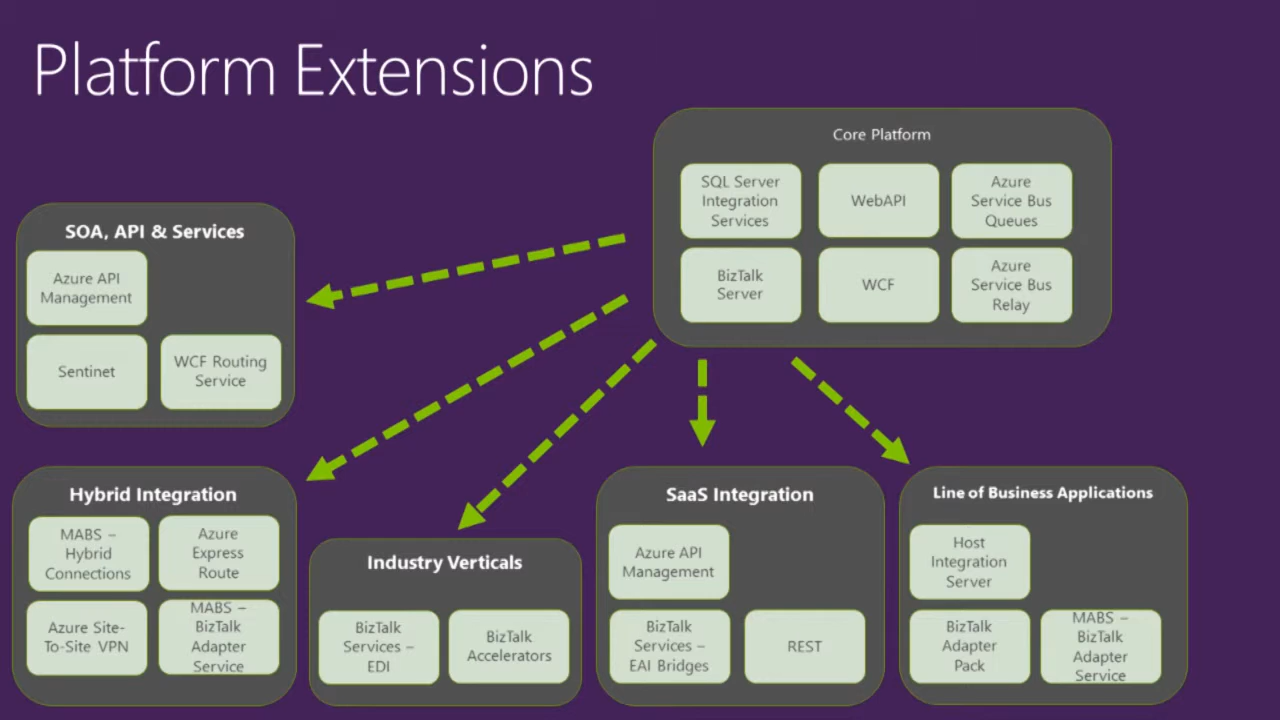 Platform Extensions
Core Platform
SQL Server
Integration
Services
WebAPI
Azure
Service Bus
Queues
BizTalk
Server
WCF
Azure
Service Bus
Relay
SOA, API & Services
Azure API
Management
Sentinet
WCF Routing
Service
Hybrid Integration
MABS –
Hybrid
Connections
Azure
Express
Route
Azure Site-
To-Site VPN
MABS –
BizTalk
Adapter
Service
Industry Verticals
BizTalk
Services –
EDI
BizTalk
Accelerators
SaaS Integration
Azure API
Management
BizTalk
Services –
EAI Bridges
REST
Line of Business Applications
Host
Integration
Server
BizTalk
Adapter
Pack
MABS –
BizTalk
Adapter
Service